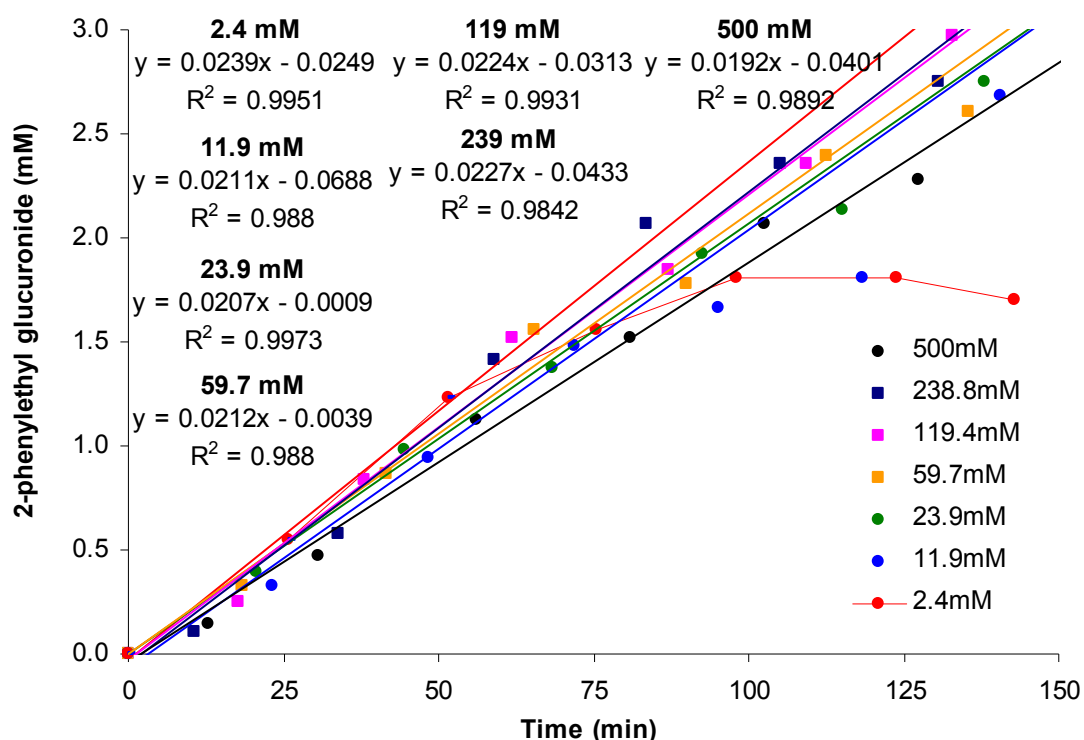 2.4 mM
y = 0.0239x - 0.0249
R² = 0.9951
119 mM
y = 0.0224x - 0.0313
R² = 0.9931
500 mM
y = 0.0192x - 0.0401
R² = 0.9892
11.9 mM
y = 0.0211x - 0.0688
R² = 0.988
239 mM
y = 0.0227x - 0.0433
R² = 0.9842
23.9 mM
y = 0.0207x - 0.0009
R² = 0.9973
59.7 mM
y = 0.0212x - 0.0039
R² = 0.988
500mM
238.8mM
119.4mM
59.7mM
23.9mM
11.9mM
2.4mM
2-phenylethyl glucuronide (mM)
3.0
2.5
2.0
1.5
1.0
0.5
0.0
0
25
50
75
100
125
150
Time (min)